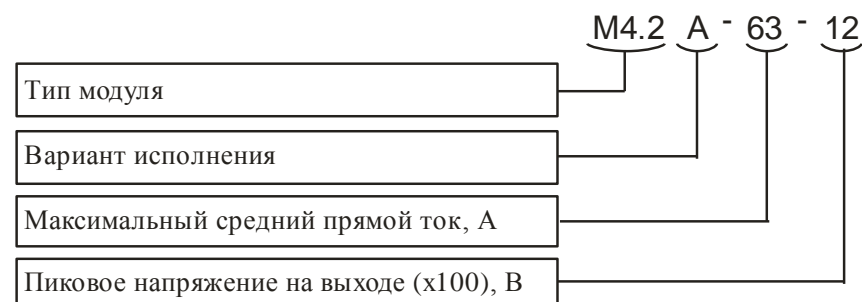 М4.2 А - 63 - 12
Тип модуля
Вариант исполнения
Максимальный средний прямой ток, А
Пиковое напряжение на выходе (х100), В